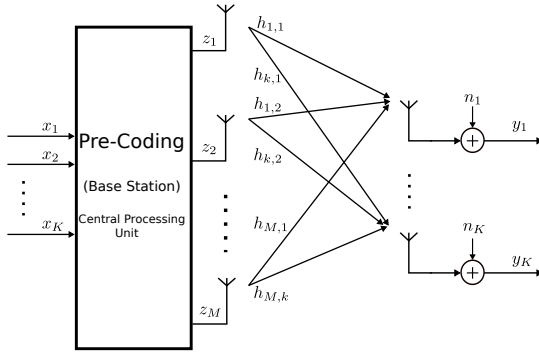 z_1
h_{1,1}
x_1
Pre-Coding
h_{k,1}
n_1
h_{1,2}
y_1
x_2
z_2
h_{k,2}
(Base Station)
Central Processing
Unit
x_K
h_{M,1}
n_K
y_K
h_{M,k}
z_M